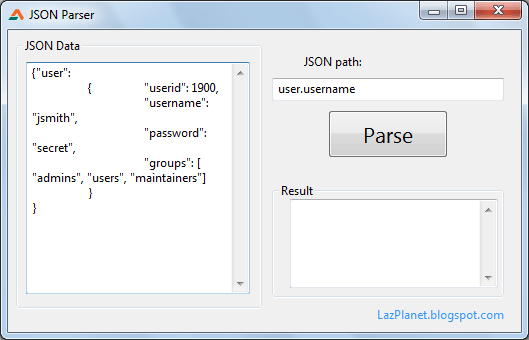 JSON Parser
JSON Data
{"user":
{ "userid": 1900,
"username":
"jsmith",
"password":
"secret",
"groups": [
"admins", "users", "maintainers"]
}
}
JSON path:
user.username
Parse
Result
LazPlanet.blogspot.com